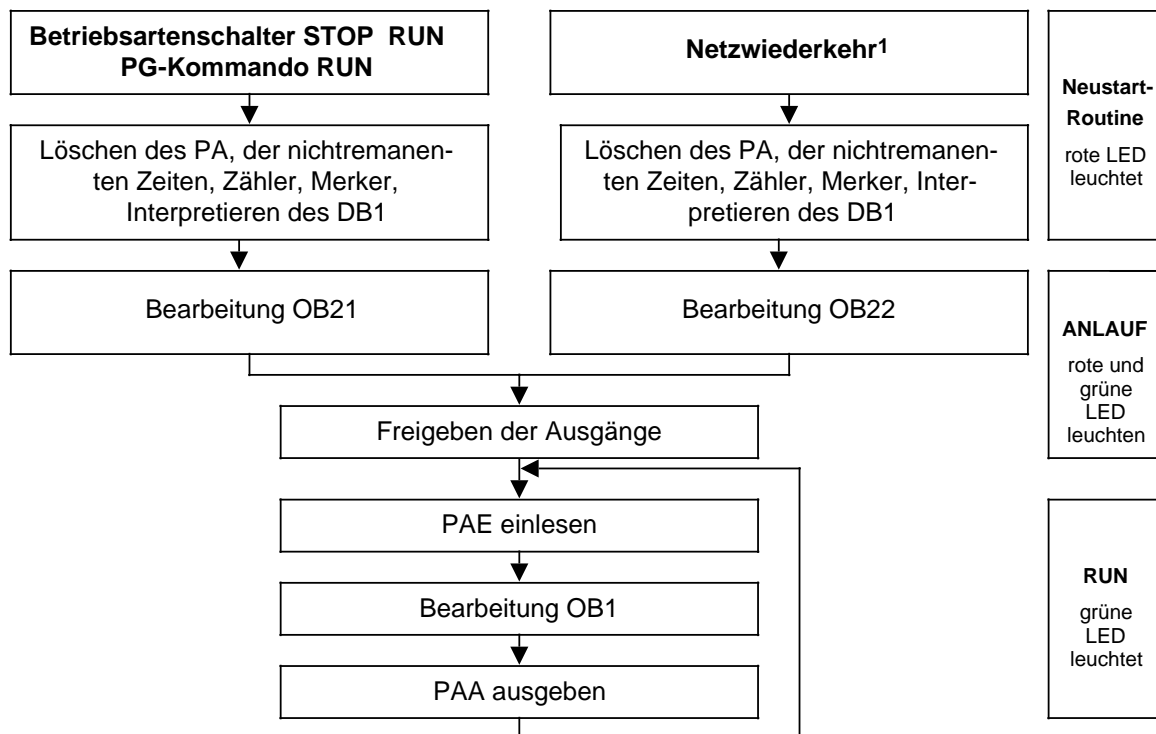 Betriebsartenschalter STOP RUN
PG-Kommando RUN
Netzwiederkehr1
Neustart-
Routine
rote LED
leuchtet
Löschen des PA, der nichtremanen-
ten Zeiten, Zähler, Merker,
Interpretieren des DB1
Löschen des PA, der nichtremanen-
ten Zeiten, Zähler, Merker, Inter-
pretieren des DB1
Bearbeitung OB21
Bearbeitung OB22
ANLAUF
rote und
grüne
LED
leuchten
Freigeben der Ausgänge
PAE einlesen
Bearbeitung OB1
PAA ausgeben
RUN
grüne
LED
leuchtet